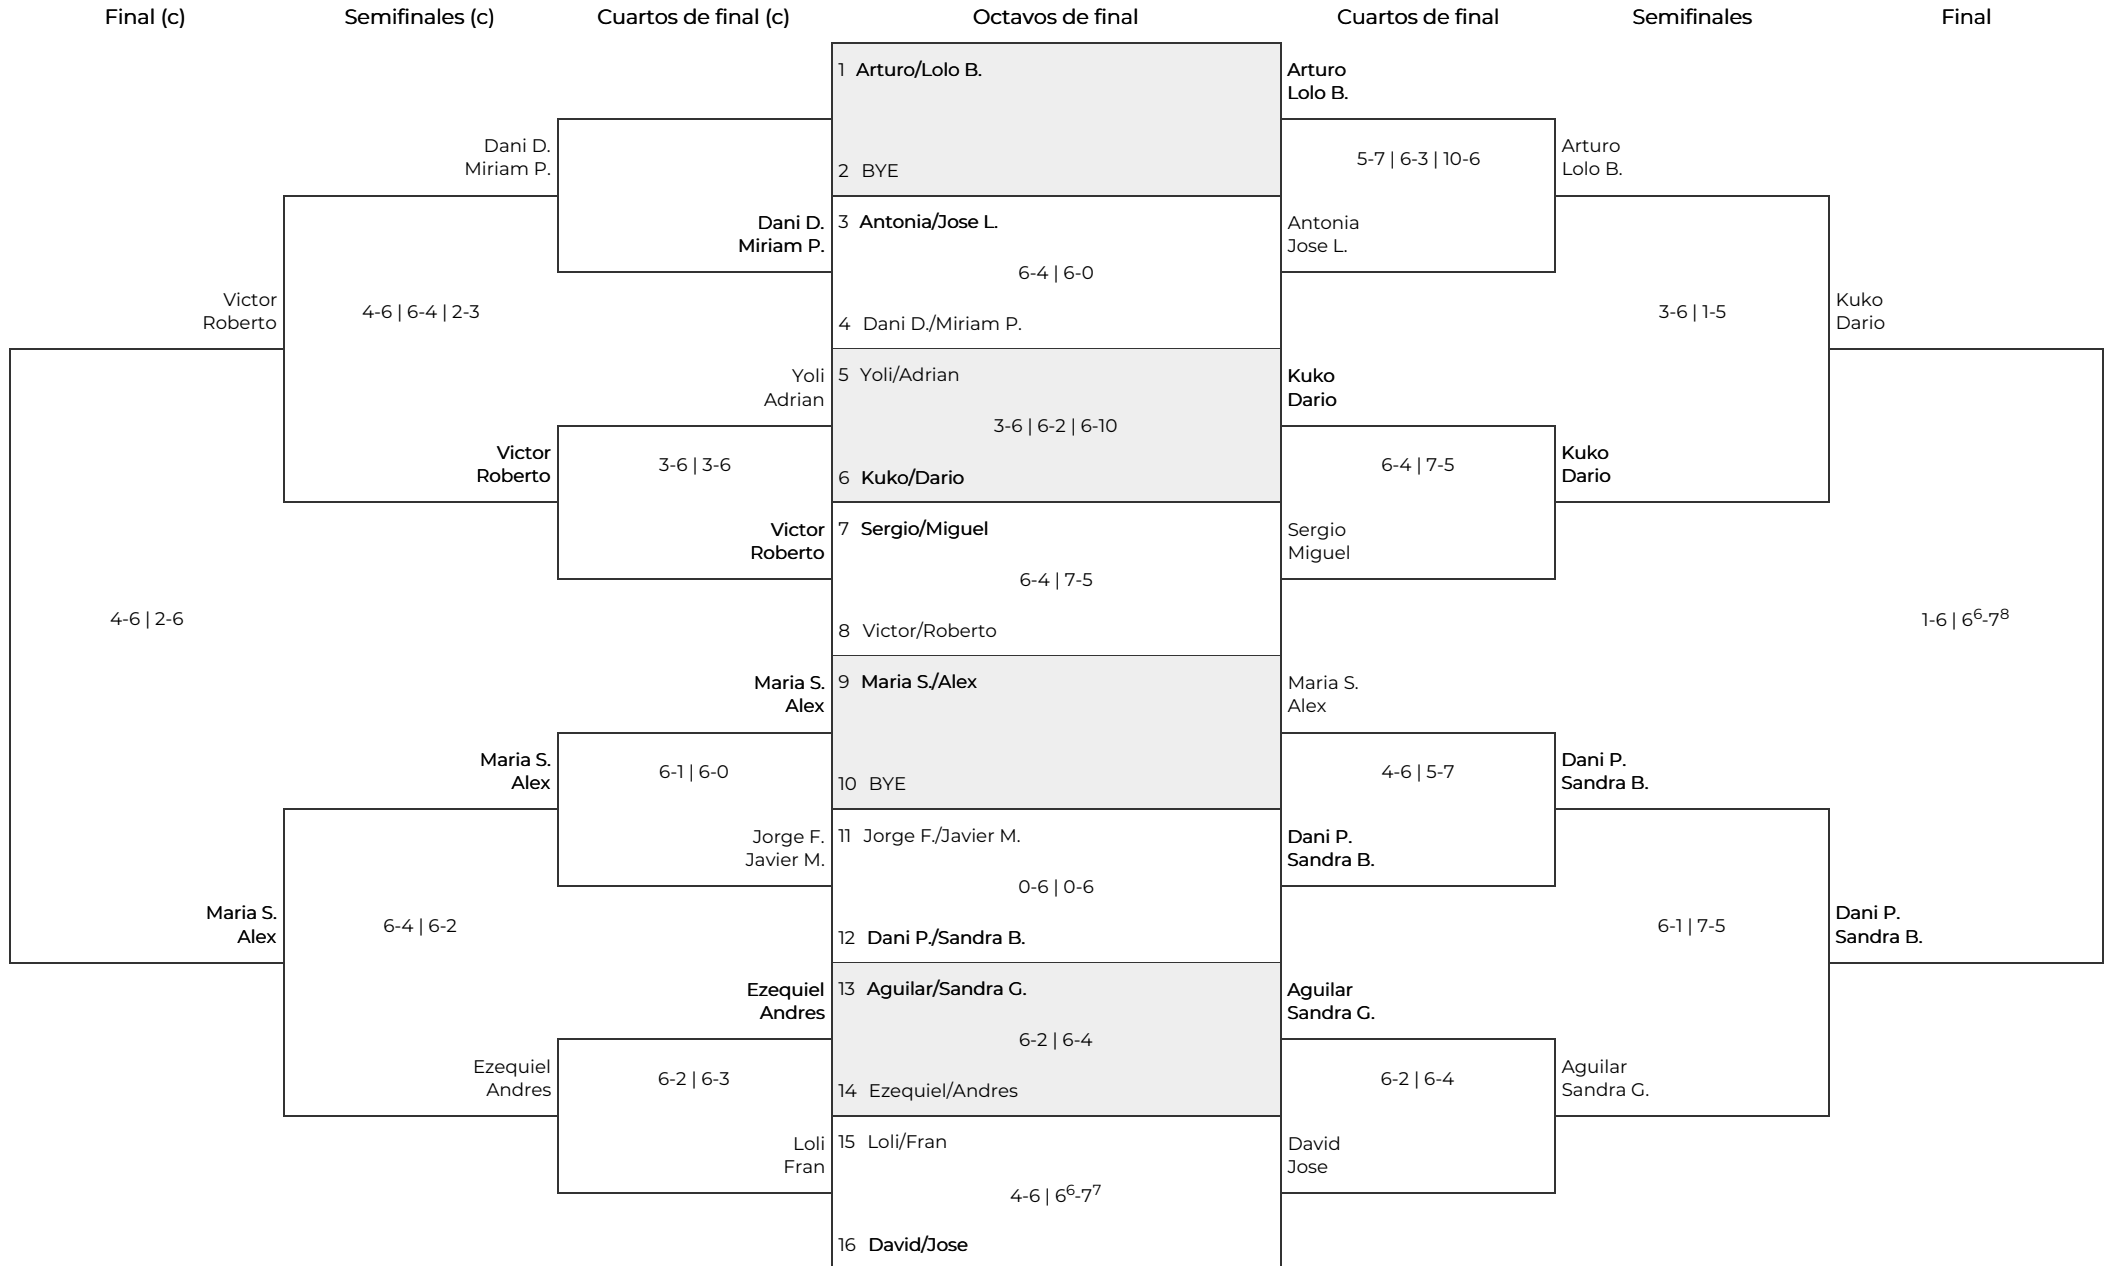 Final (c)
Semifinales (c)
Cuartos de final (c)
Octavos de final
Cuartos de final
Semifinales
Final
Victor
Roberto
4-6 | 2-6
Maria S.
Alex
Dani D.
Miriam P.
4-6 | 6-4 | 2-3
Victor
Roberto
Maria S.
Alex
6-4 | 6-2
Ezequiel
Andres
Dani D.
Miriam P.
Yoli
Adrian
3-6 | 3-6
Victor
Roberto
Maria S.
Alex
6-1 | 6-0
Jorge F.
Javier M.
Ezequiel
Andres
6-2 | 6-3
Loli
Fran
1 Arturo/Lolo B.
2 BYE
3 Antonia/Jose L.
6-4 | 6-0
4 Dani D./Miriam P.
5 Yoli/Adrian
3-6 | 6-2 | 6-10
6 Kuko/Dario
7 Sergio/Miguel
6-4 | 7-5
8 Victor/Roberto
9 Maria S./Alex
10 BYE
11 Jorge F./Javier M.
0-6 | 0-6
12 Dani P./Sandra B.
13 Aguilar/Sandra G.
6-2 | 6-4
14 Ezequiel/Andres
15 Loli/Fran
4-6 | 6⁶-7⁷
16 David/Jose
Arturo
Lolo B.
5-7 | 6-3 | 10-6
Antonia
Jose L.
Kuko
Dario
6-4 | 7-5
Sergio
Miguel
Maria S.
Alex
4-6 | 5-7
Dani P.
Sandra B.
Aguilar
Sandra G.
6-2 | 6-4
David
Jose
Arturo
Lolo B.
3-6 | 1-5
Kuko
Dario
Dani P.
Sandra B.
6-1 | 7-5
Aguilar
Sandra G.
Kuko
Dario
1-6 | 6⁶-7⁸
Dani P.
Sandra B.